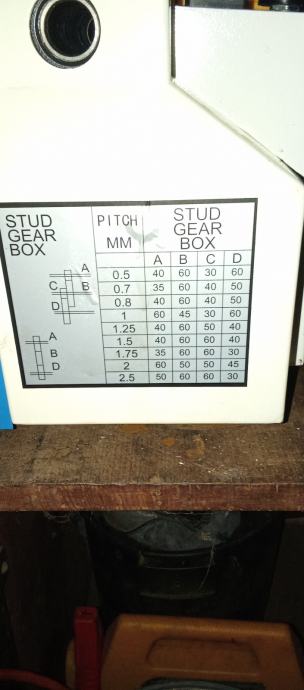 STUD
GEAR
BOX
A
C B
D
A
B
D
PITCH
MM
STUD
GEAR
BOX
A B C D
0.5 40 60 30 60
0.7 35 60 40 50
0.8 40 60 40 50
1 60 45 30 60
1.25 40 60 50 40
1.5 40 60 60 40
1.75 35 60 60 30
2 60 50 50 45
2.5 50 60 60 30